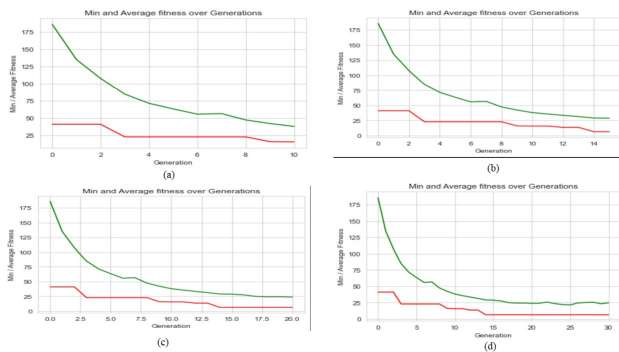 Min and Average fitness over Generations
175
150
125
100
75
50
25
Min / Average Fitness
0 2 4 6 8 10
Generation
(a)
Min and Average fitness over Generations
175
150
125
100
75
50
25
0
Min / Average Fitness
0 2 4 6 8 10 12 14
Generation
(b)
Min and Average fitness over Generations
175
150
125
100
75
50
25
0
Min / Average Fitness
0.0 2.5 5.0 7.5 10.0 12.5 15.0 17.5 20.0
Generation
(c)
Min and Average fitness over Generations
175
150
125
100
75
50
25
0
Min / Average Fitness
0 5 10 15 20 25 30
Generation
(d)